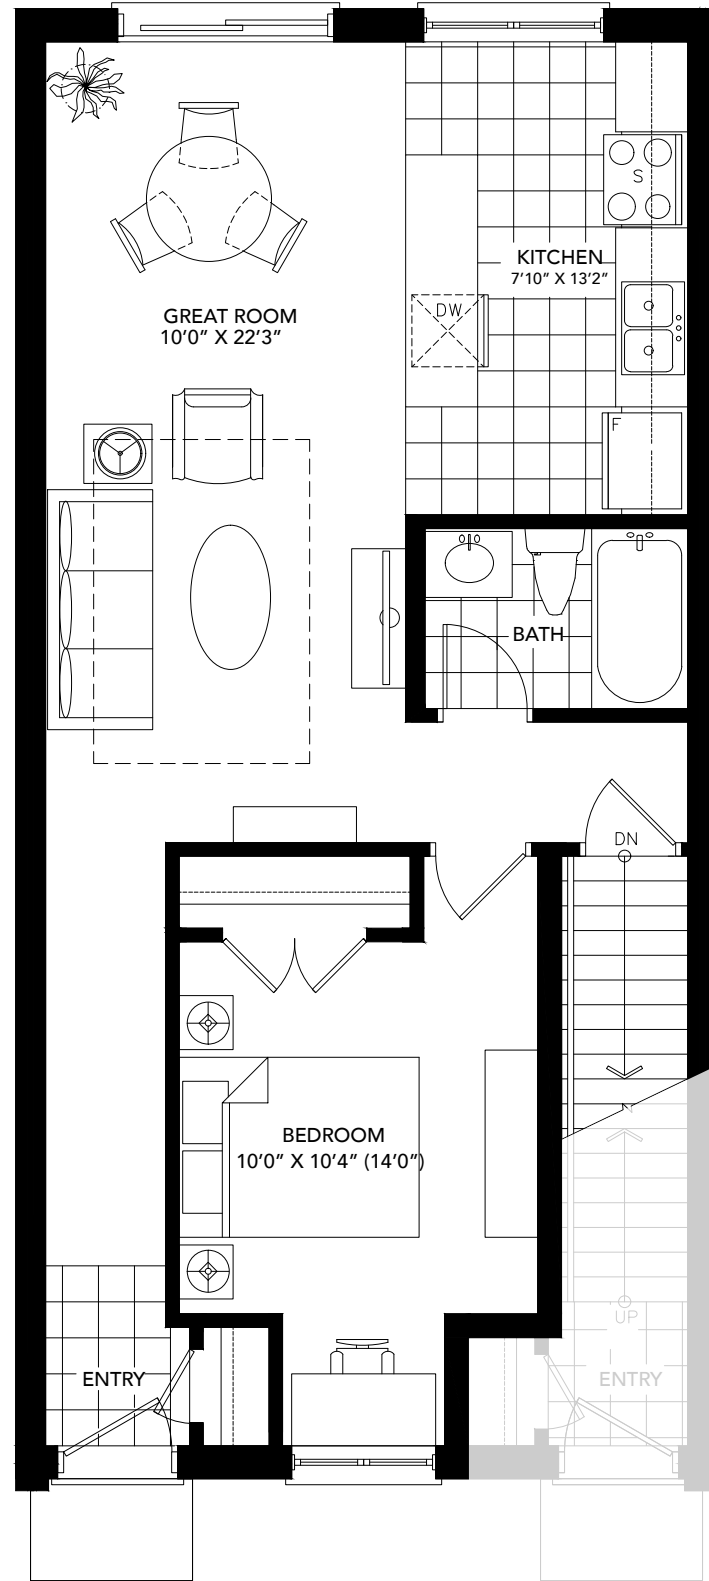 S
KITCHEN
7'10" X 13'2"
DW
GREAT ROOM
10'0" X 22'3"
F
BATH
DN
BEDROOM
10'0" X 10'4" (14'0")
UP
ENTRY
ENTRY